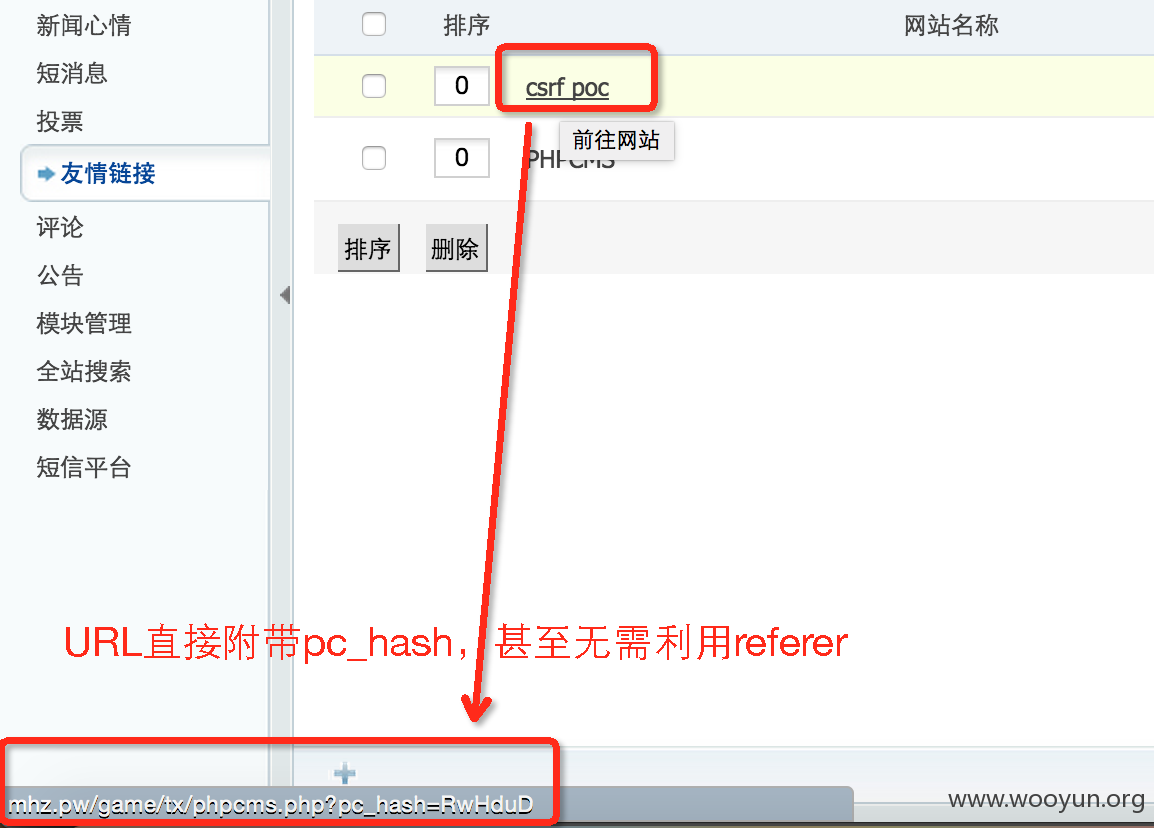 新闻心情
短消息
投票
友情链接
评论
公告
模块管理
全站搜索
数据源
短信平台
排序 网站名称
0 csrf poc
前往网站
0 PHPCMS
排序 删除
URL直接附带pc_hash，甚至无需利用referer
mhz.pw/game/tx/phpcms.php?pc_hash=RwHduD
www.wooyun.org